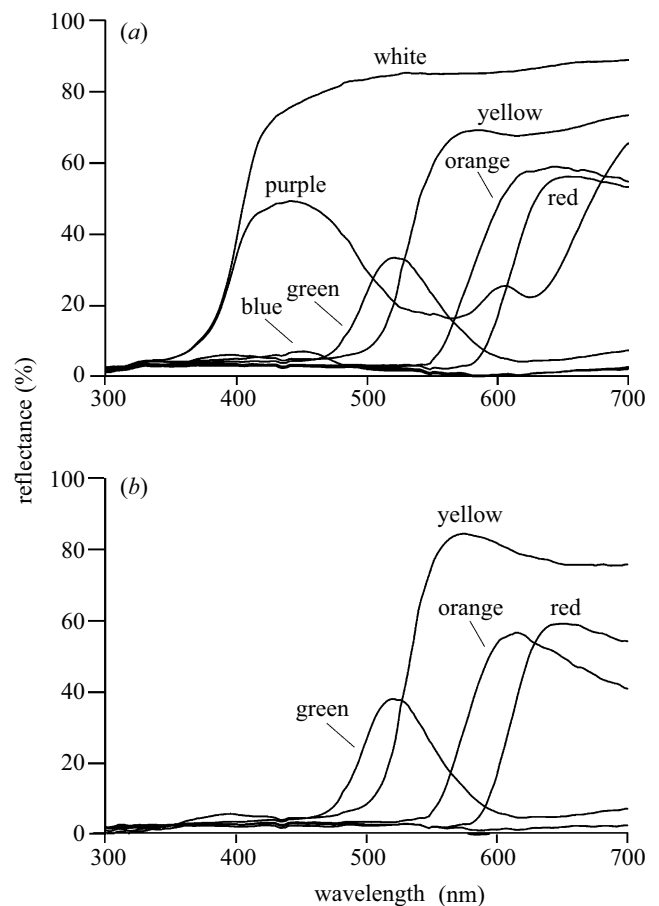 100
(a)
white
80
yellow
60
orange
purple
red
40
blue
green
20
0
300 400 500 600 700
reflectance (%)
100
(b)
yellow
80
60
orange red
40
green
20
0
300 400 500 600 700
wavelength (nm)